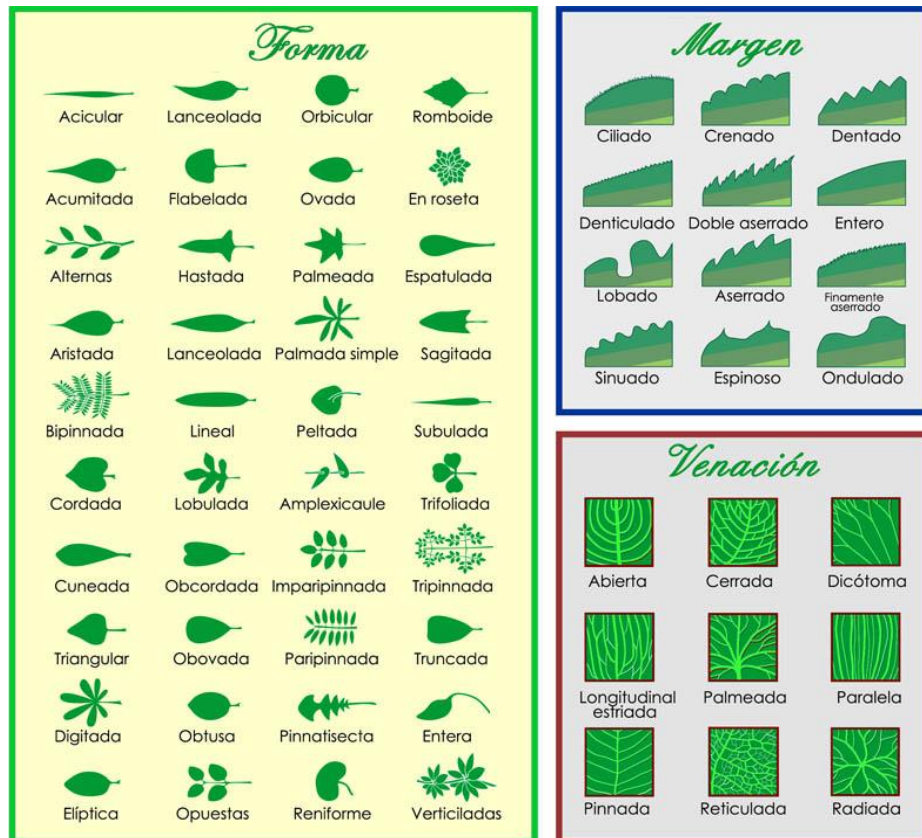 Forma
Acicular Lanceolada Orbicular Romboide
Acumitada Flabelada Ovada En roseta
Alternas Hastada Palmeada Espatulada
Aristada Lanceolada Palmada simple Sagitada
Bipinnada Lineal Peltada Subulada
Cordada Lobulada Amplexicaule Trifoliada
Cuneada Obcordada Imparipinnada Tripinnada
Triangular Obovada Paripinnada Truncada
Digitada Obtusa Pinnatisecta Entera
Elíptica Opuestas Reniforme Verticiladas
Margen
Ciliado Crenado Dentado
Denticulado Doble aserrado Entero
Lobado Aserrado Finamente
aserrado
Sinuado Espinoso Ondulado
Venación
Abierta Cerrada Dicótoma
Longitudinal Palmeada Paralela
estriada
Pinnada Reticulada Radiada